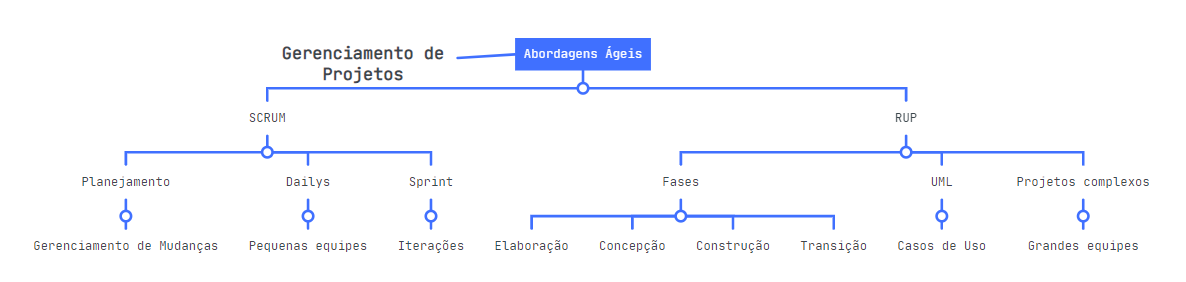 Gerenciamento de
Projetos
Abordagens Ágeis
SCRUM
RUP
Planejamento
Dailys
Sprint
Fases
UML
Projetos complexos
Gerenciamento de Mudanças
Pequenas equipes
Iterações
Elaboração
Concepção
Construção
Transição
Casos de Uso
Grandes equipes